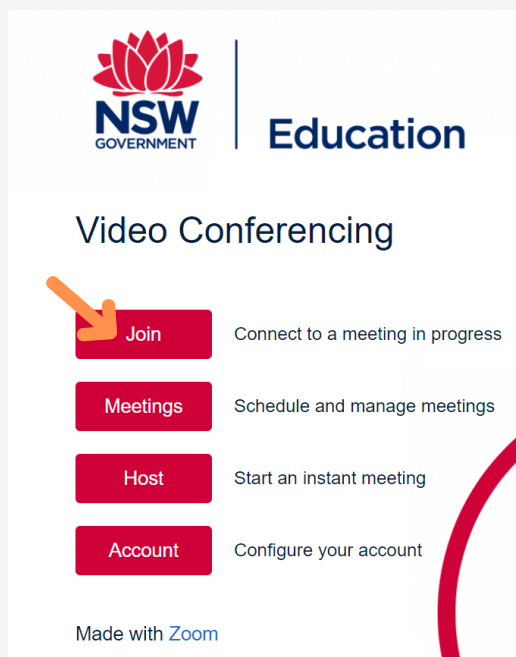 NSW
GOVERNMENT
Education
Video Conferencing
Join Connect to a meeting in progress
Meetings Schedule and manage meetings
Host Start an instant meeting
Account Configure your account
Made with Zoom